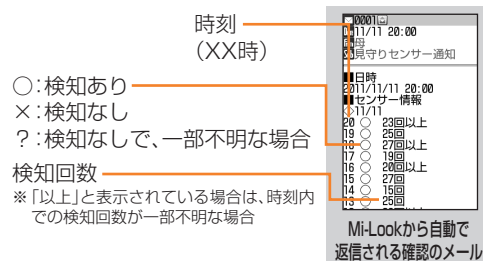 時刻
(XX時)
○:検知あり
×:検知なし
?:検知なしで、一部不明な場合
検知回数
※「以上」と表示されている場合は、時刻内
での検知回数が一部不明な場合
0001
11/11 20:00
母
見守りセンサー通知
■日時
2011/11/11 20:00
■センサー情報
11/11
20 ○ 23回以上
19 ○ 25回
18 ○ 27回以上
17 ○ 19回
16 ○ 20回以上
15 ○ 27回
14 ○ 15回
13 ○ 25回
Mi-Lookから自動で
返信される確認のメール